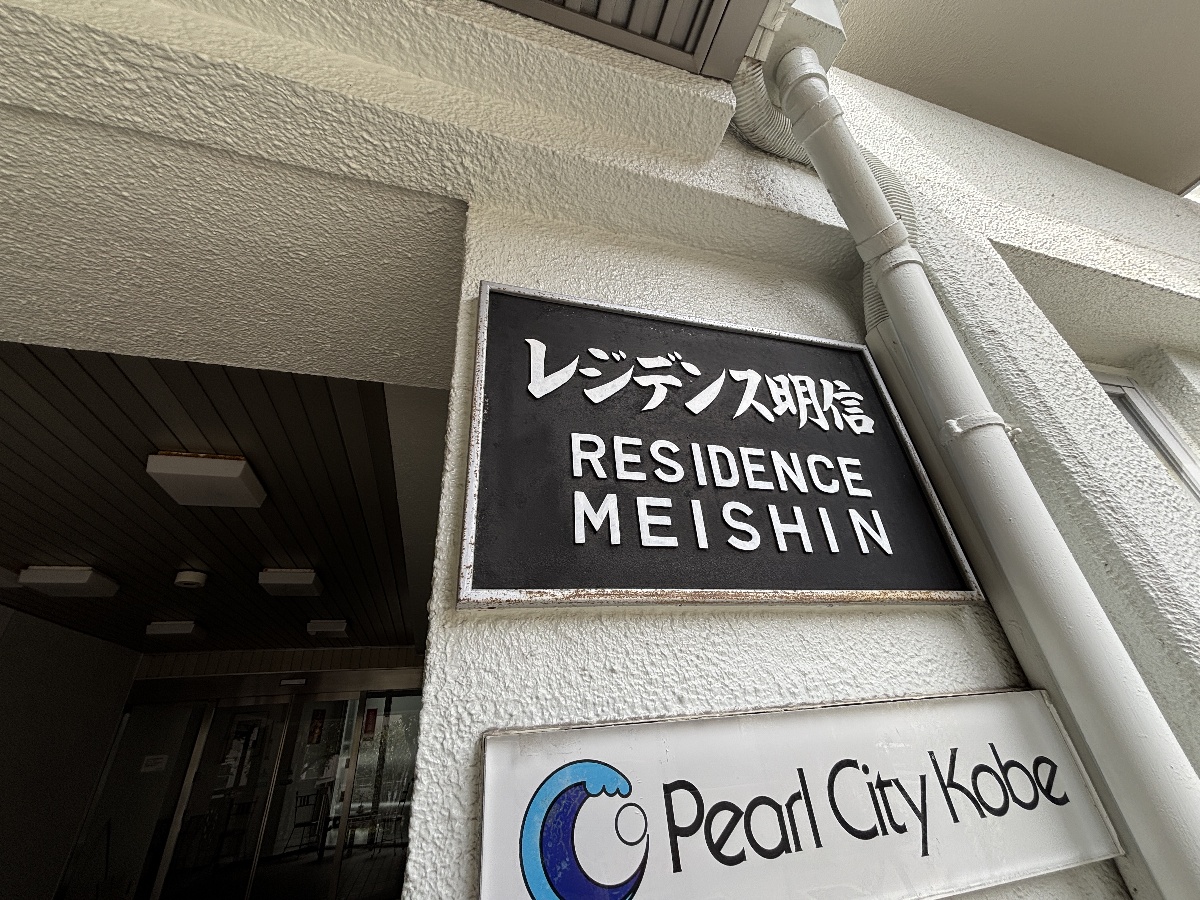 レジデンス明信
RESIDENCE
MEISHIN
Pearl City Kobe